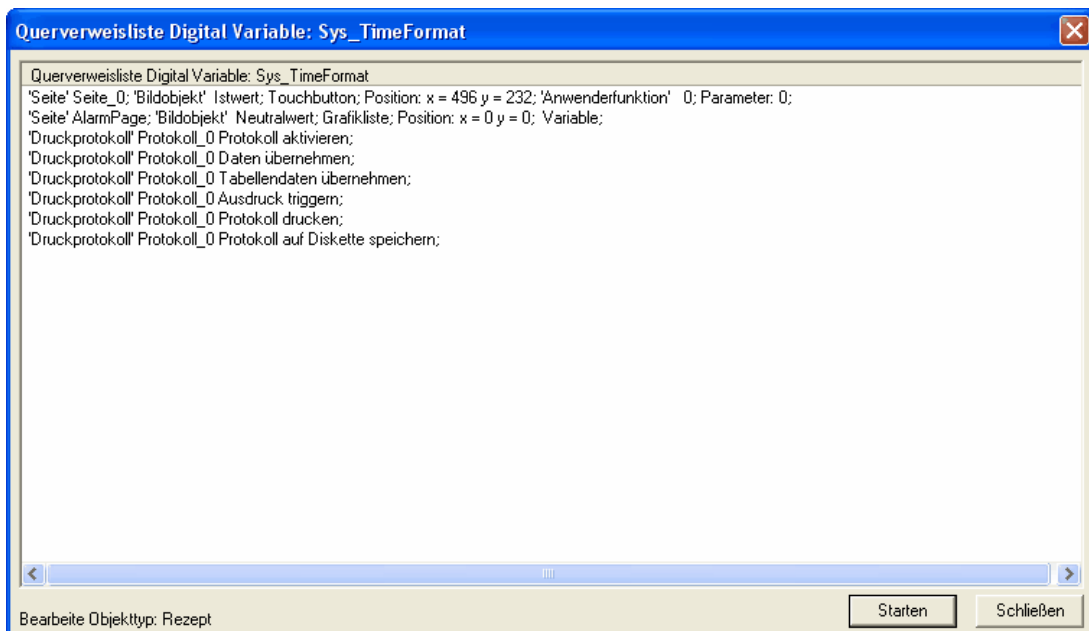 Querverweisliste Digital Variable: Sys_TimeFormat
Querverweisliste Digital Variable: Sys_TimeFormat
'Seite' Seite_0; 'Bildobjekt' Istwert; Touchbutton; Position: x = 496 y = 232; 'Anwenderfunktion' 0; Parameter: 0;
'Seite' AlarmPage; 'Bildobjekt' Neutralwert; Grafikliste; Position: x = 0 y = 0; Variable;
'Druckprotokoll' Protokoll_0 Protokoll aktivieren;
'Druckprotokoll' Protokoll_0 Daten übernehmen;
'Druckprotokoll' Protokoll_0 Tabellendaten übernehmen;
'Druckprotokoll' Protokoll_0 Ausdruck triggern;
'Druckprotokoll' Protokoll_0 Protokoll drucken;
'Druckprotokoll' Protokoll_0 Protokoll auf Diskette speichern;
Bearbeite Objekttyp: Rezept
Starten
Schließen